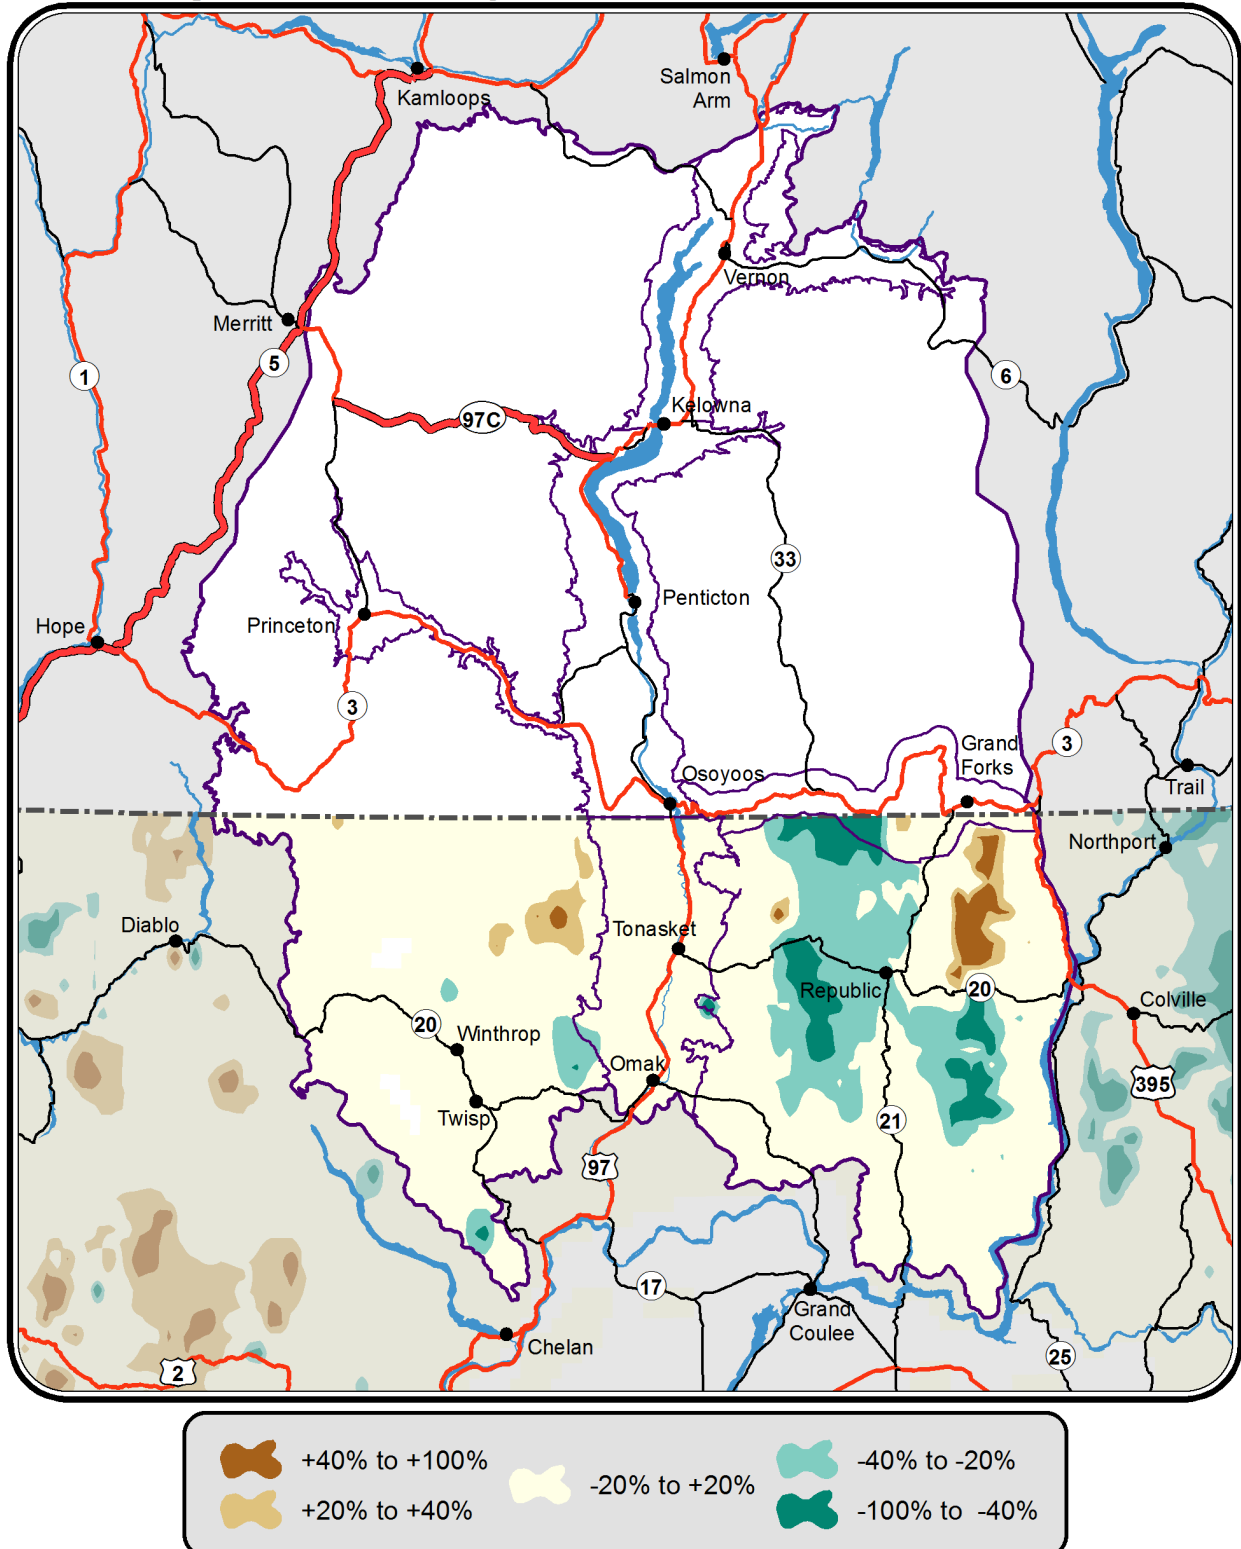 Kamloops
Salmon
Arm
Vernon
Merritt
5
1
6
97C
Kelowna
33
Penticton
Hope
Princeton
3
3
Grand
Forks
Osoyoos
Trail
Northport
Diablo
Tonasket
Republic
20
Colville
20
Winthrop
Omak
395
Twisp
21
97
17
Grand
Coulee
Chelan
25
2
+40% to +100%
-40% to -20%
-20% to +20%
+20% to +40%
-100% to -40%